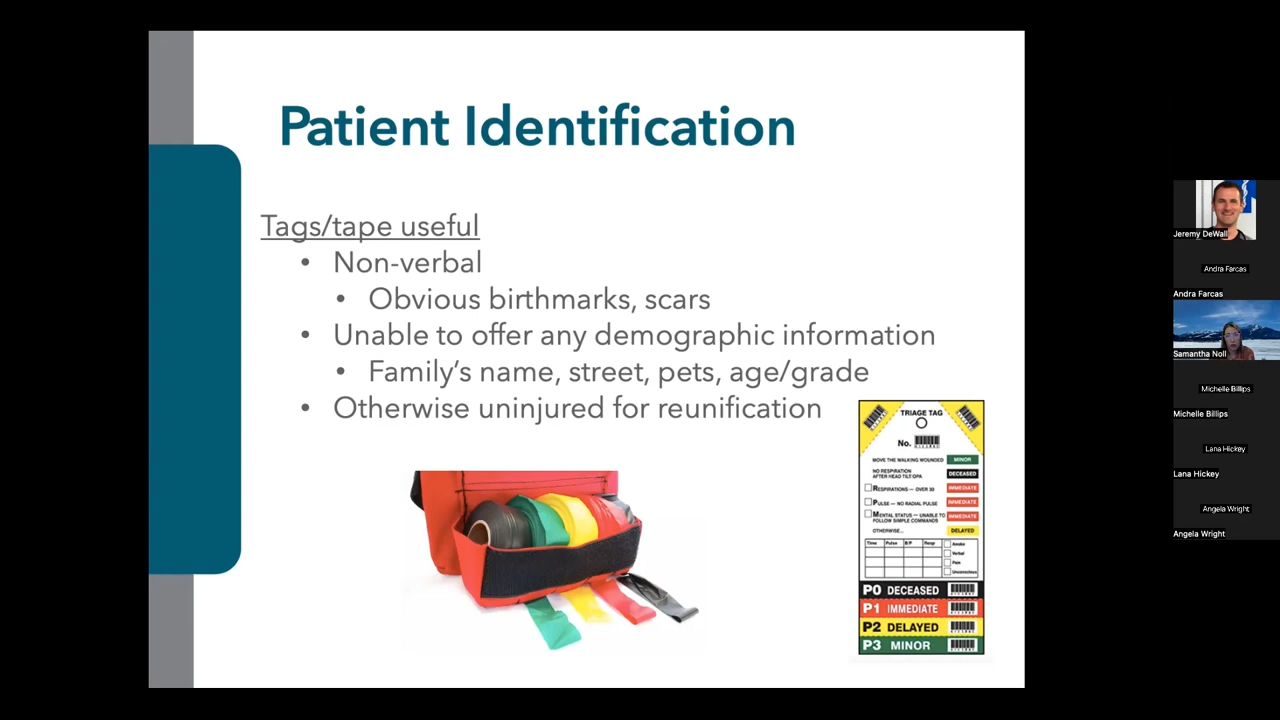 Patient Identification
Tags/tape useful
• Non-verbal
• Obvious birthmarks, scars
• Unable to offer any demographic information
• Family's name, street, pets, age/grade
• Otherwise uninjured for reunification
TRIAGE TAG
No.
MOVE THE WALKING WOUNDED MINOR
NO RESPIRATION
AFTER HEAD TILT/OPA DECEASED
RESPIRATIONS — OVER 30 IMMEDIATE
PULSE — NO RADIAL PULSE IMMEDIATE
MENTAL STATUS — UNABLE TO
FOLLOW SIMPLE COMMANDS IMMEDIATE
OTHERWISE... DELAYED
Time Pulse B/P Resp Awake
Verbal
Pain
Unconscious
P0 DECEASED
P1 IMMEDIATE
P2 DELAYED
P3 MINOR
Jeremy DeWall
Andra Farcas
Andra Farcas
Samantha Noll
Michelle Billips
Michelle Billips
Lana Hickey
Lana Hickey
Angela Wright
Angela Wright